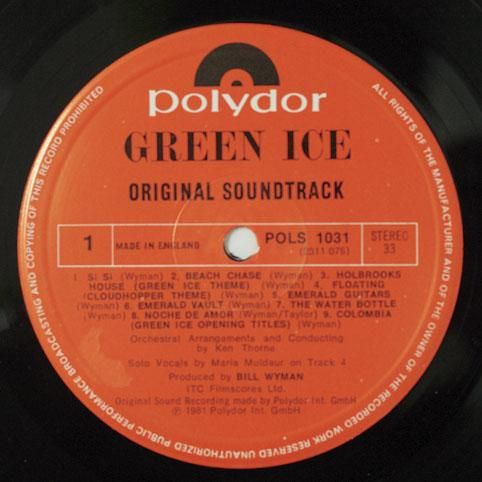 polydor
GREEN ICE
ORIGINAL SOUNDTRACK
1
MADE IN ENGLAND
POLS 1031
(2311 075)
STEREO
33
1. Si Si (Wyman) 2. BEACH CHASE (Wyman) 3. HOLBROOKS
HOUSE (GREEN ICE THEME) (Wyman) 4. FLOATING
(CLOUDHOPPER THEME) (Wyman) 5. EMERALD GUITARS
(Wyman) 6. EMERALD VAULT (Wyman) 7. THE WATER BOTTLE
(Wyman) 8. NOCHE DE AMOR (Wyman/Taylor) 9. COLOMBIA
(GREEN ICE OPENING TITLES) (Wyman)
Orchestral Arrangements and Conducting
by
Ken Thorne
Solo Vocals by Maria Muldaur on Track 4
Produced by BILL WYMAN
ITC Filmscores Ltd.
Original Sound Recording made by Polydor Int. GmbH
℗ 1981 Polydor Int. GmbH
ALL RIGHTS OF THE MANUFACTURER AND OF THE OWNER OF THE RECORDED WORK RESERVED UNAUTHORIZED PUBLIC PERFORMANCE BROADCASTING AND COPYING OF THIS RECORD PROHIBITED